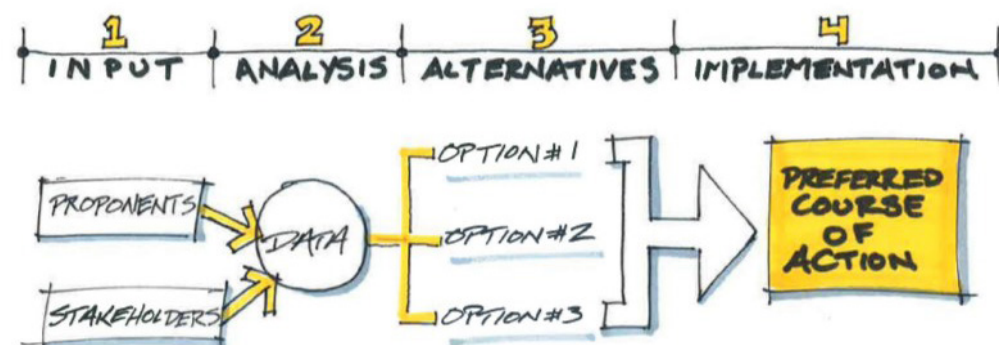 1 2 3 4
INPUT ANALYSIS ALTERNATIVES IMPLEMENTATION
PROPONENTS
STAKEHOLDERS
DATA
OPTION#1
OPTION#2
OPTION#3
PREFERRED
COURSE
OF
ACTION